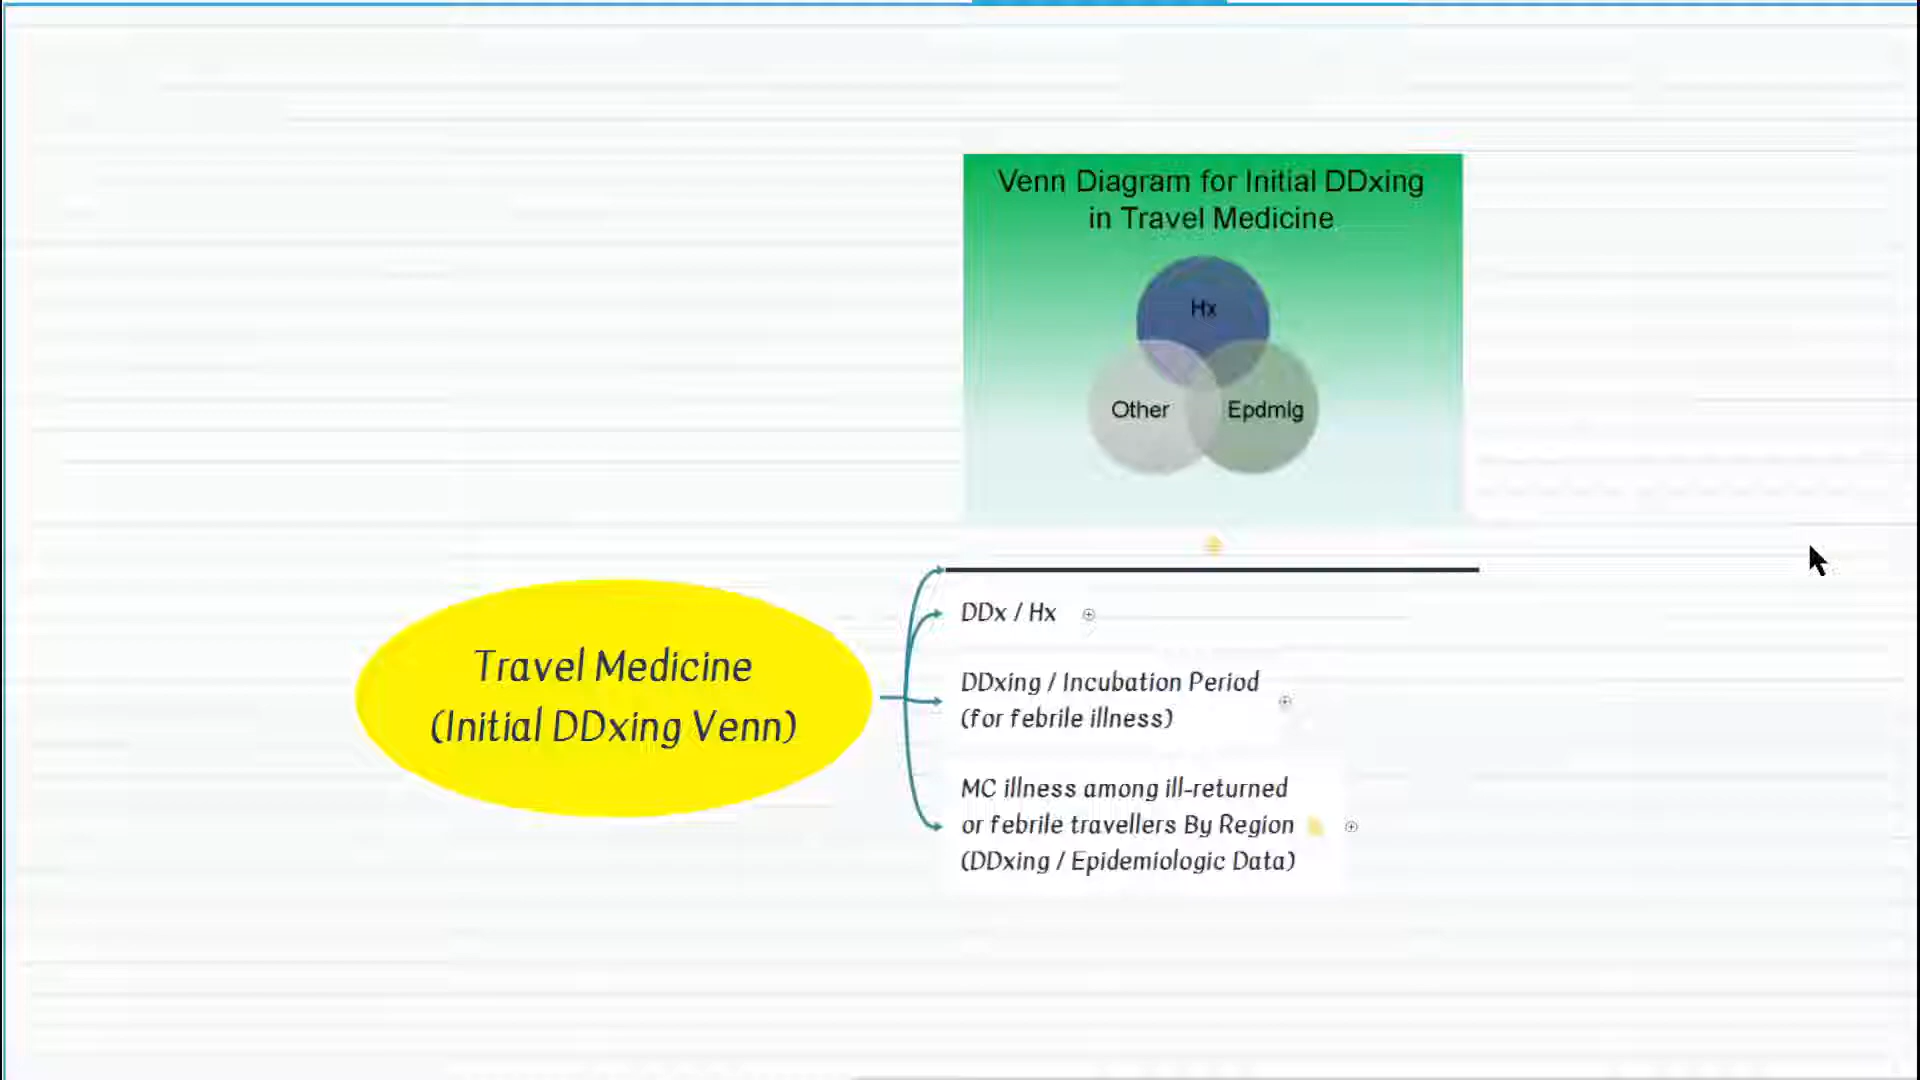 Venn Diagram for Initial DDxing
in Travel Medicine
Hx
Other
Epdmlg
Travel Medicine
(Initial DDxing Venn)
DDx / Hx
DDxing / Incubation Period
(for febrile illness)
MC illness among ill-returned
or febrile travellers By Region
(DDxing / Epidemiologic Data)